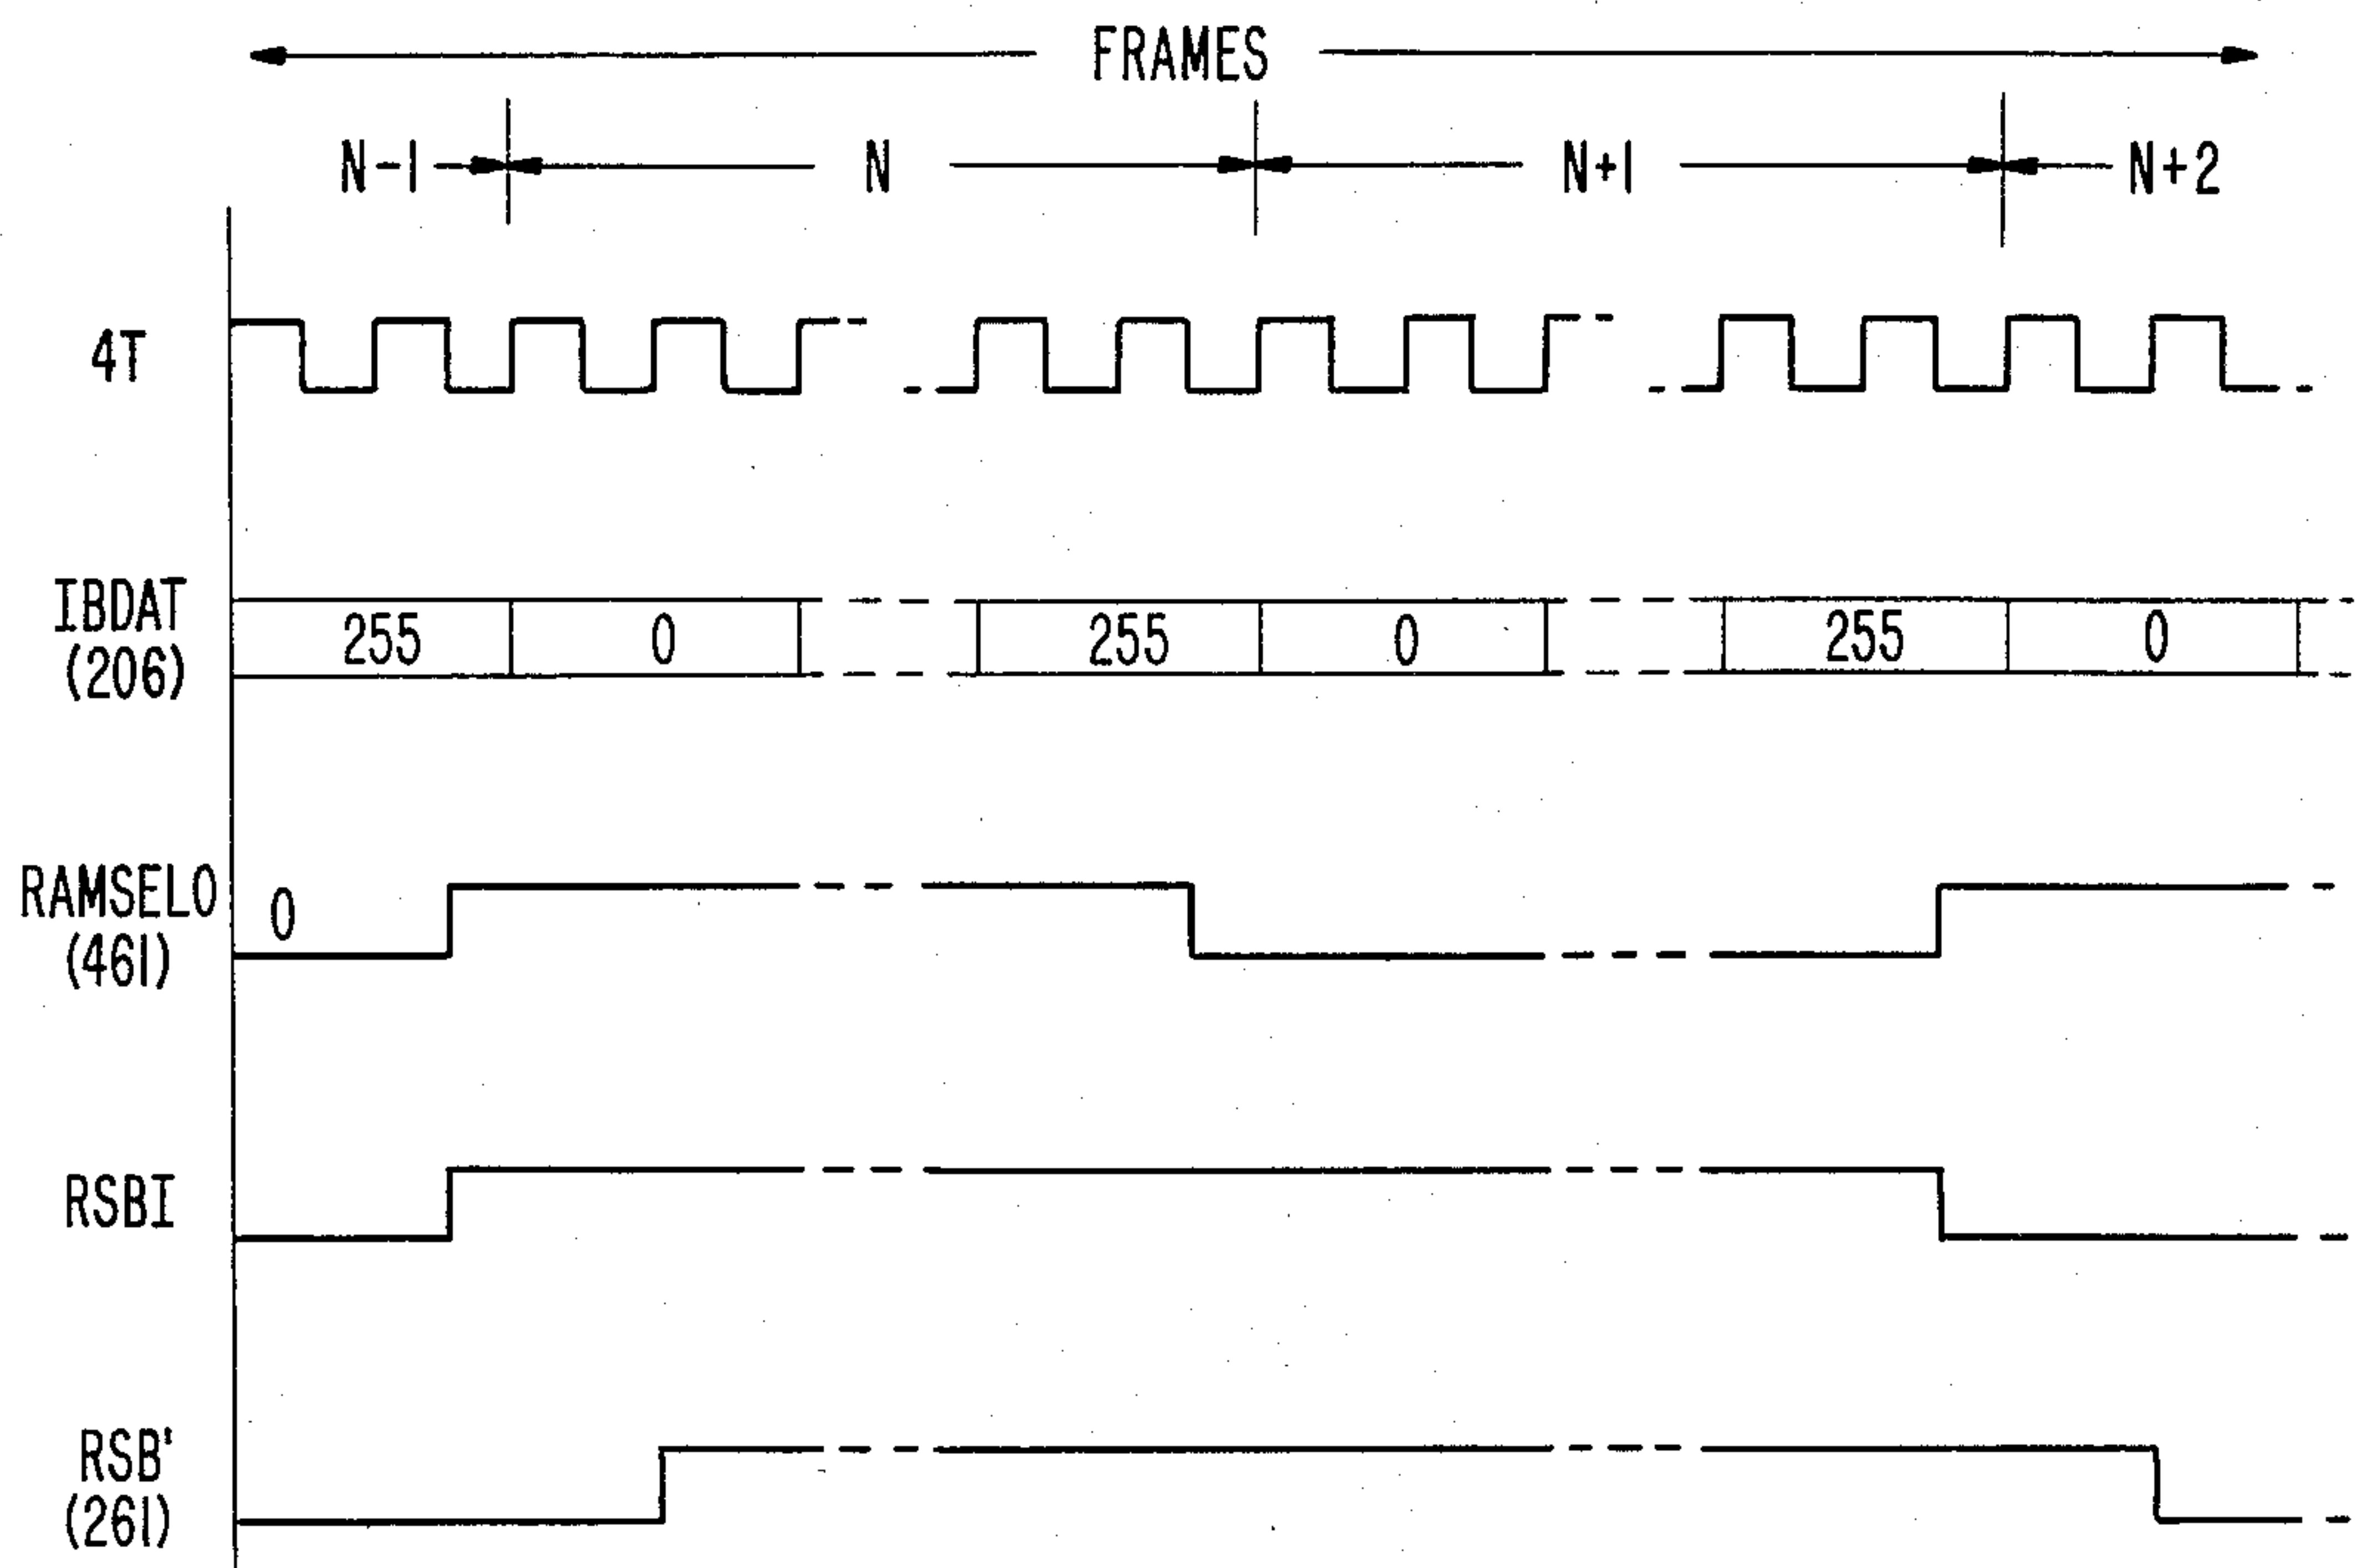 FRAMES
N-1 N N+1 N+2
4T
IBDAT
(206)
255 0 255 0 255 0
RAMSEL0
(461)
0
RSBI
RSB'
(261)